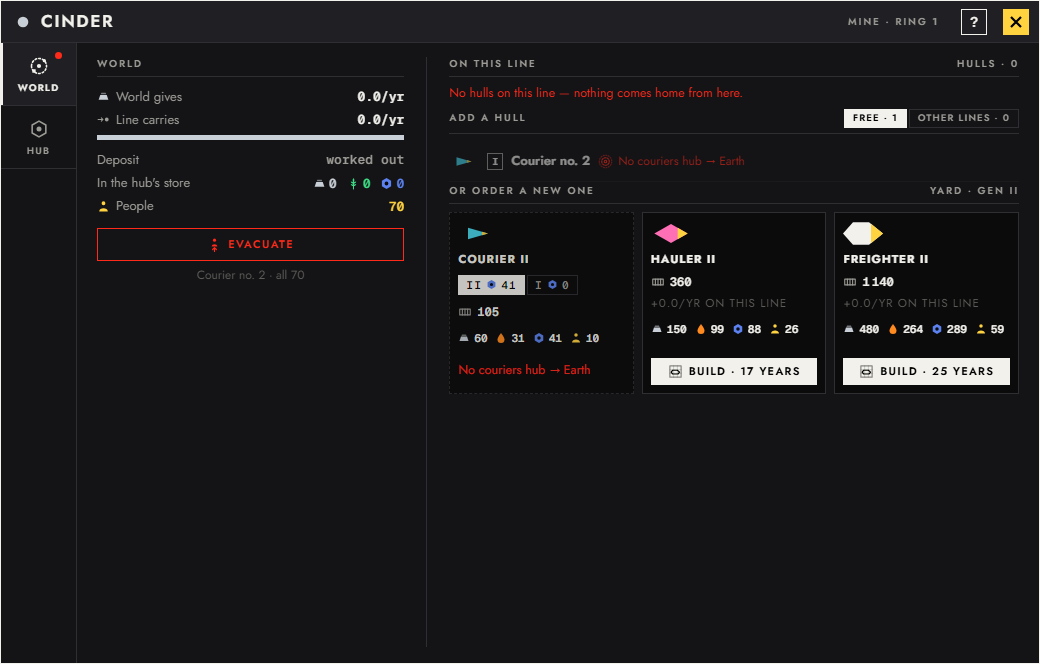 CINDER
MINE · RING 1
?
WORLD
HUB
WORLD
World gives 0.0/yr
Line carries 0.0/yr
Deposit worked out
In the hub's store 0 0 0
People 70
EVACUATE
Courier no. 2 · all 70
ON THIS LINE
HULLS · 0
No hulls on this line — nothing comes home from here.
ADD A HULL
FREE · 1
OTHER LINES · 0
I Courier no. 2 No couriers hub → Earth
OR ORDER A NEW ONE
YARD · GEN II
COURIER II
II 41 I 0
105
60 31 41 10
No couriers hub → Earth
HAULER II
360
+0.0/YR ON THIS LINE
150 99 88 26
BUILD · 17 YEARS
FREIGHTER II
1 140
+0.0/YR ON THIS LINE
480 264 289 59
BUILD · 25 YEARS